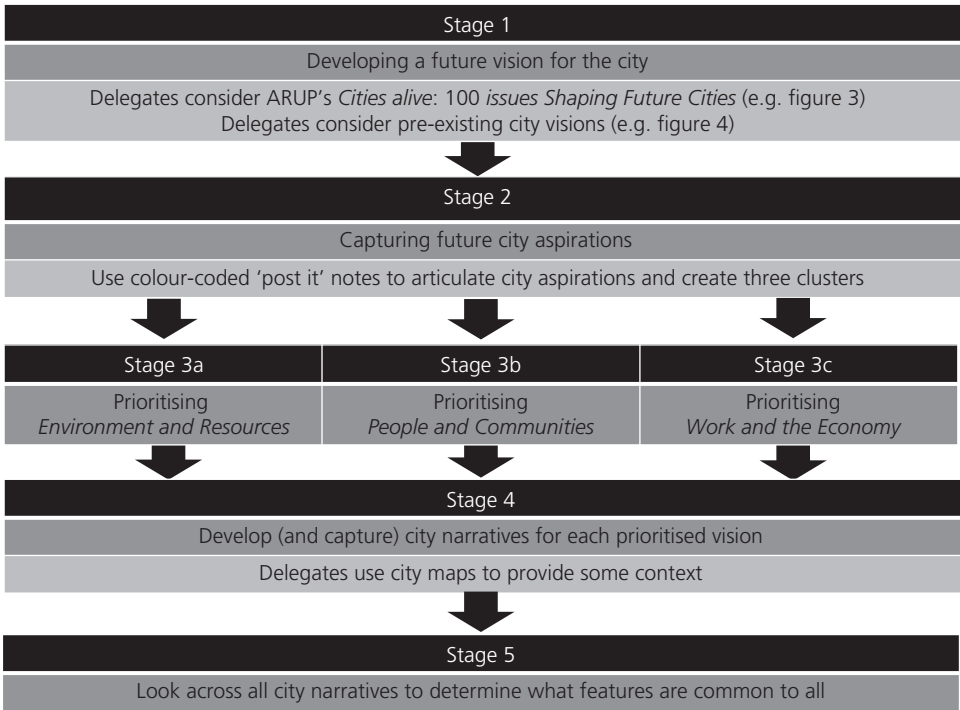 Stage 1
Developing a future vision for the city
Delegates consider ARUP's Cities alive: 100 issues Shaping Future Cities (e.g. figure 3)
Delegates consider pre-existing city visions (e.g. figure 4)
Stage 2
Capturing future city aspirations
Use colour-coded ‘post it’ notes to articulate city aspirations and create three clusters
Stage 3a
Prioritising
Environment and Resources
Stage 3b
Prioritising
People and Communities
Stage 3c
Prioritising
Work and the Economy
Stage 4
Develop (and capture) city narratives for each prioritised vision
Delegates use city maps to provide some context
Stage 5
Look across all city narratives to determine what features are common to all